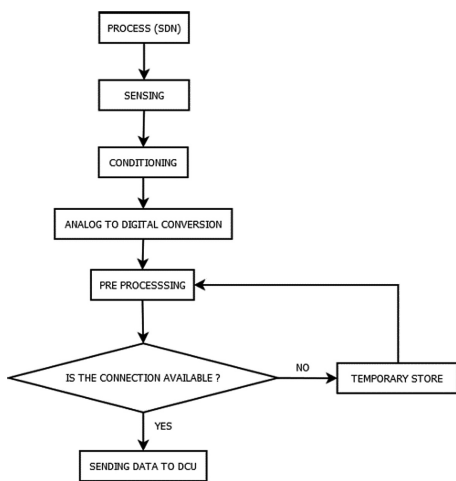 PROCESS (SDN)
SENSING
CONDITIONING
ANALOG TO DIGITAL CONVERSION
PRE PROCESSSING
IS THE CONNECTION AVAILABLE ?
NO
TEMPORARY STORE
YES
SENDING DATA TO DCU